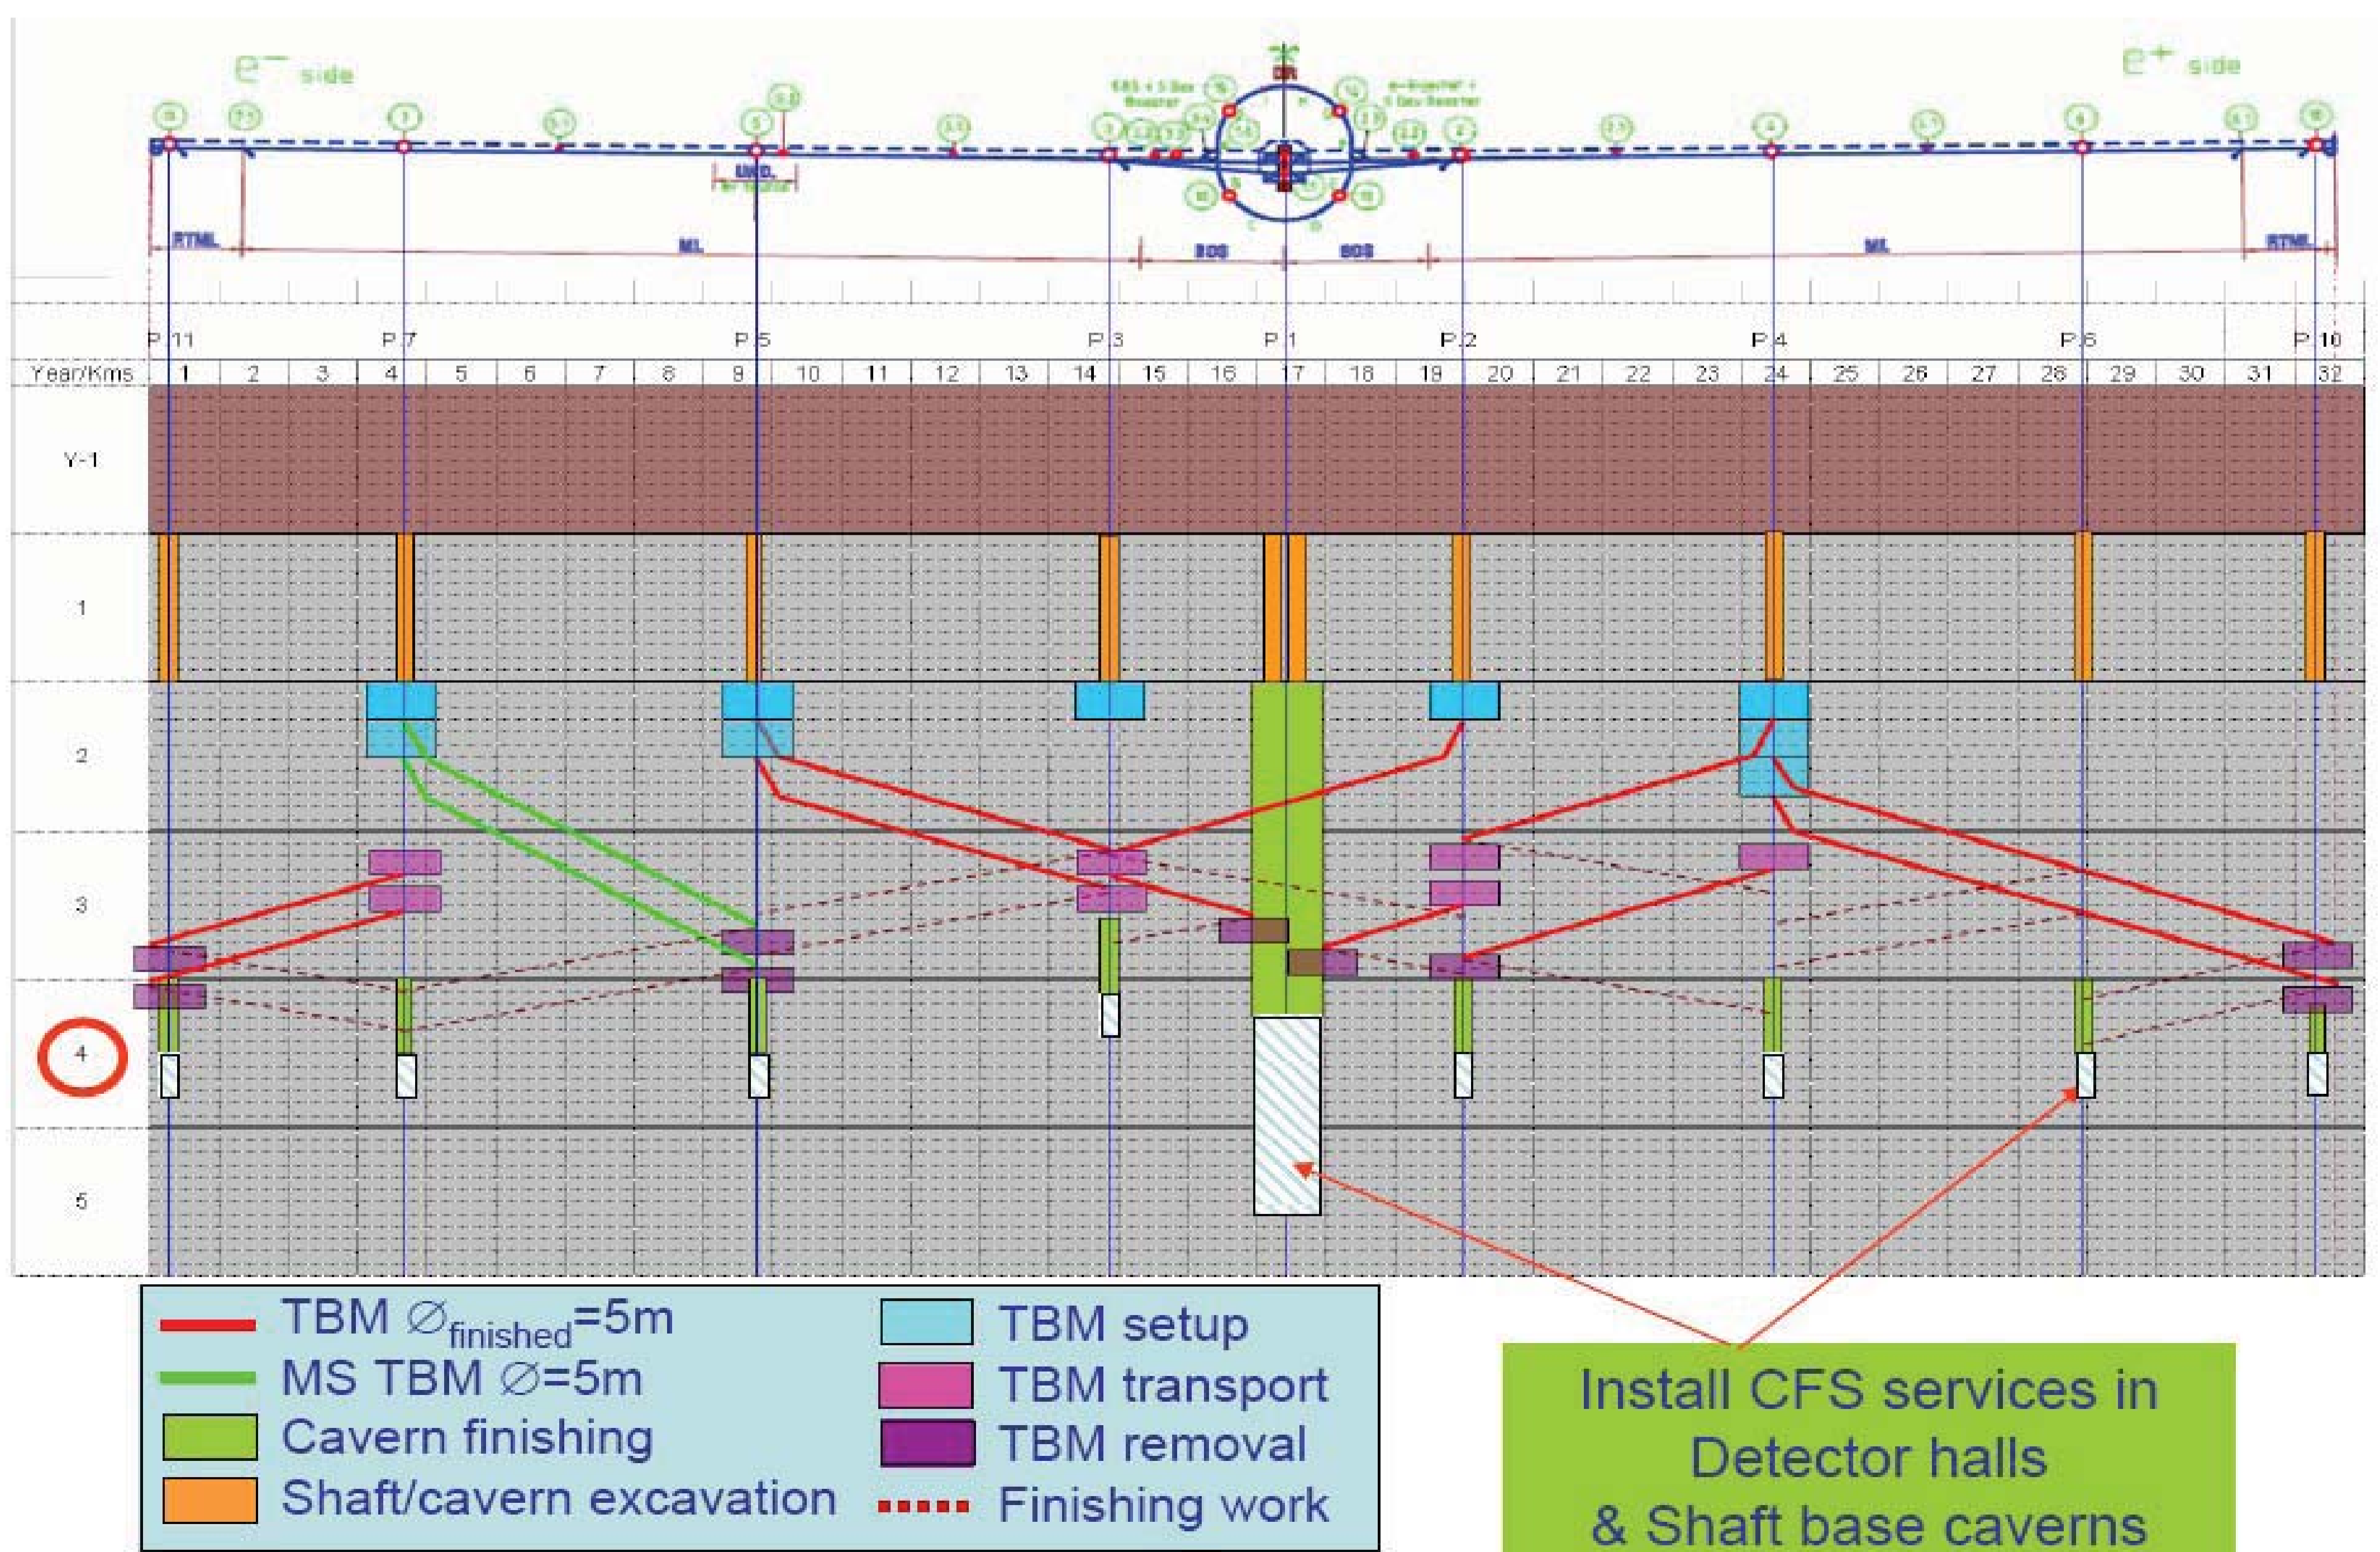 e⁻ side
e⁺ side
DR
RTML
ML
BDS
BDS
ML
RTML
P.11 P.7 P.5 P.3 P.1 P.2 P.4 P.6 P.10
Year/Kms 1 2 3 4 5 6 7 8 9 10 11 12 13 14 15 16 17 18 19 20 21 22 23 24 25 26 27 28 29 30 31 32
Y-1
1
2
3
4
5
TBM ∅finished=5m
MS TBM ∅=5m
Cavern finishing
Shaft/cavern excavation
TBM setup
TBM transport
TBM removal
Finishing work
Install CFS services in
Detector halls
& Shaft base caverns